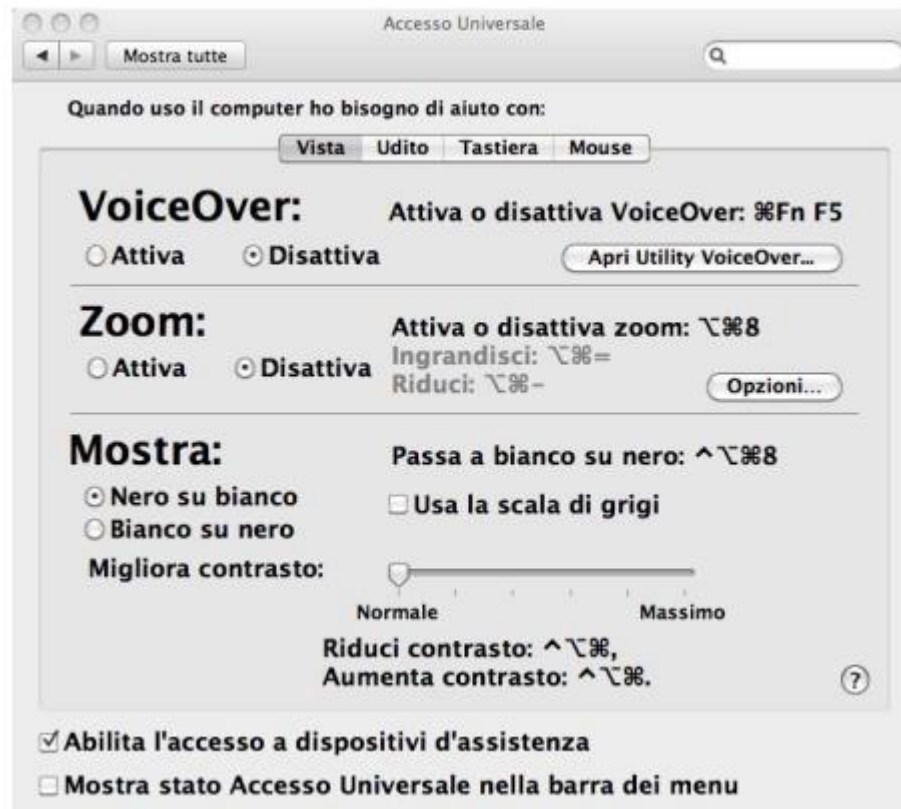 Accesso Universale
Mostra tutte
Quando uso il computer ho bisogno di aiuto con:
Vista Udito Tastiera Mouse
VoiceOver: Attiva o disattiva VoiceOver: ⌘Fn F5
Attiva Disattiva Apri Utility VoiceOver...
Zoom: Attiva o disattiva zoom: ⌥⌘8
Attiva Disattiva Ingrandisci: ⌥⌘=
Riduci: ⌥⌘- Opzioni...
Mostra: Passa a bianco su nero: ^⌥⌘8
Nero su bianco Usa la scala di grigi
Bianco su nero
Migliora contrasto:
Normale Massimo
Riduci contrasto: ^⌥⌘,
Aumenta contrasto: ^⌥⌘.
?
Abilita l'accesso a dispositivi d'assistenza
Mostra stato Accesso Universale nella barra dei menu